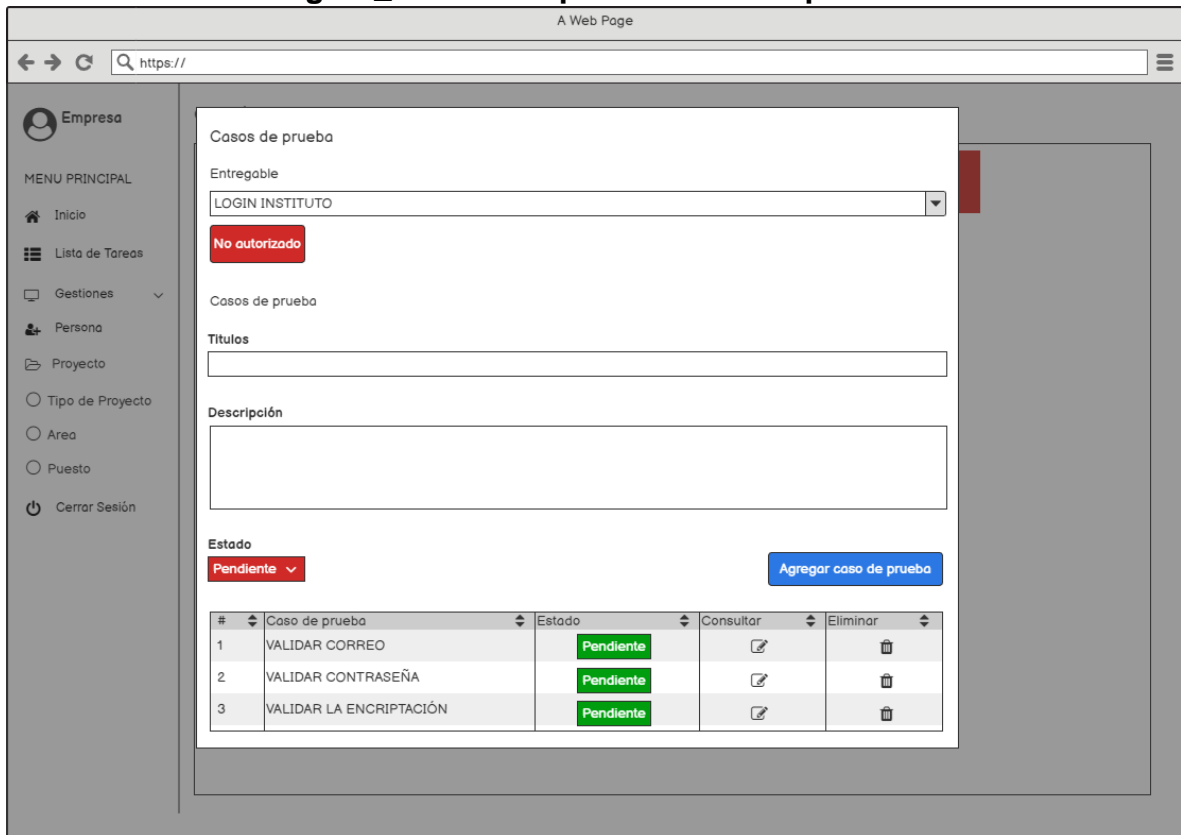 A Web Page
https://
Empresa
MENU PRINCIPAL
Inicio
Lista de Tareas
Gestiones
Persona
Proyecto
Tipo de Proyecto
Area
Puesto
Cerrar Sesión
Casos de prueba
Entregable
LOGIN INSTITUTO
No autorizado
Casos de prueba
Titulos
Descripción
Estado
Pendiente
Agregar caso de prueba
# Caso de prueba Estado Consultar Eliminar
1 VALIDAR CORREO Pendiente
2 VALIDAR CONTRASEÑA Pendiente
3 VALIDAR LA ENCRIPTACIÓN Pendiente